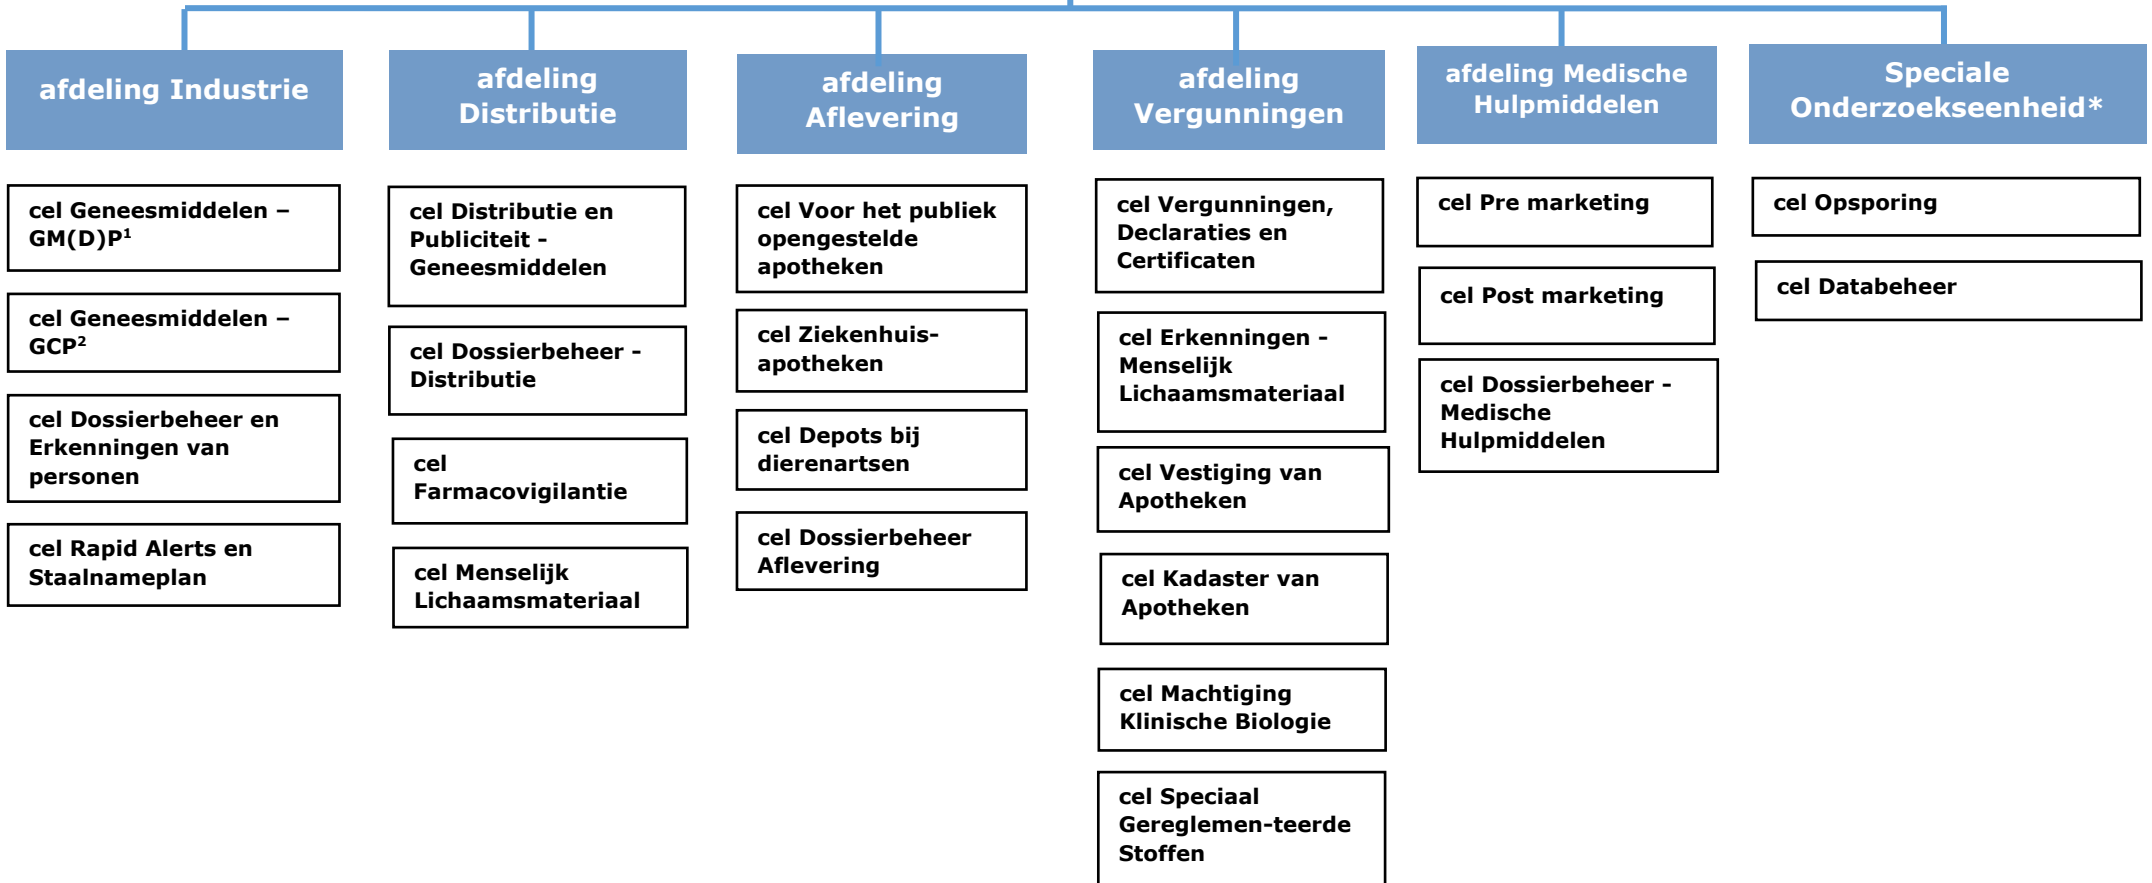 afdeling Industrie
cel Geneesmiddelen –
GM(D)P¹
cel Geneesmiddelen –
GCP²
cel Dossierbeheer en
Erkenningen van
personen
cel Rapid Alerts en
Staalnameplan
afdeling
Distributie
cel Distributie en
Publiciteit -
Geneesmiddelen
cel Dossierbeheer -
Distributie
cel
Farmacovigilantie
cel Menselijk
Lichaamsmateriaal
afdeling
Aflevering
cel Voor het publiek
opengestelde
apotheken
cel Ziekenhuis-
apotheken
cel Depots bij
dierenartsen
cel Dossierbeheer
Aflevering
afdeling
Vergunningen
cel Vergunningen,
Declaraties en
Certificaten
cel Erkenningen -
Menselijk
Lichaamsmateriaal
cel Vestiging van
Apotheken
cel Kadaster van
Apotheken
cel Machtiging
Klinische Biologie
cel Speciaal
Gereglemen-teerde
Stoffen
afdeling Medische
Hulpmiddelen
cel Pre marketing
cel Post marketing
cel Dossierbeheer -
Medische
Hulpmiddelen
Speciale
Onderzoekseenheid*
cel Opsporing
cel Databeheer